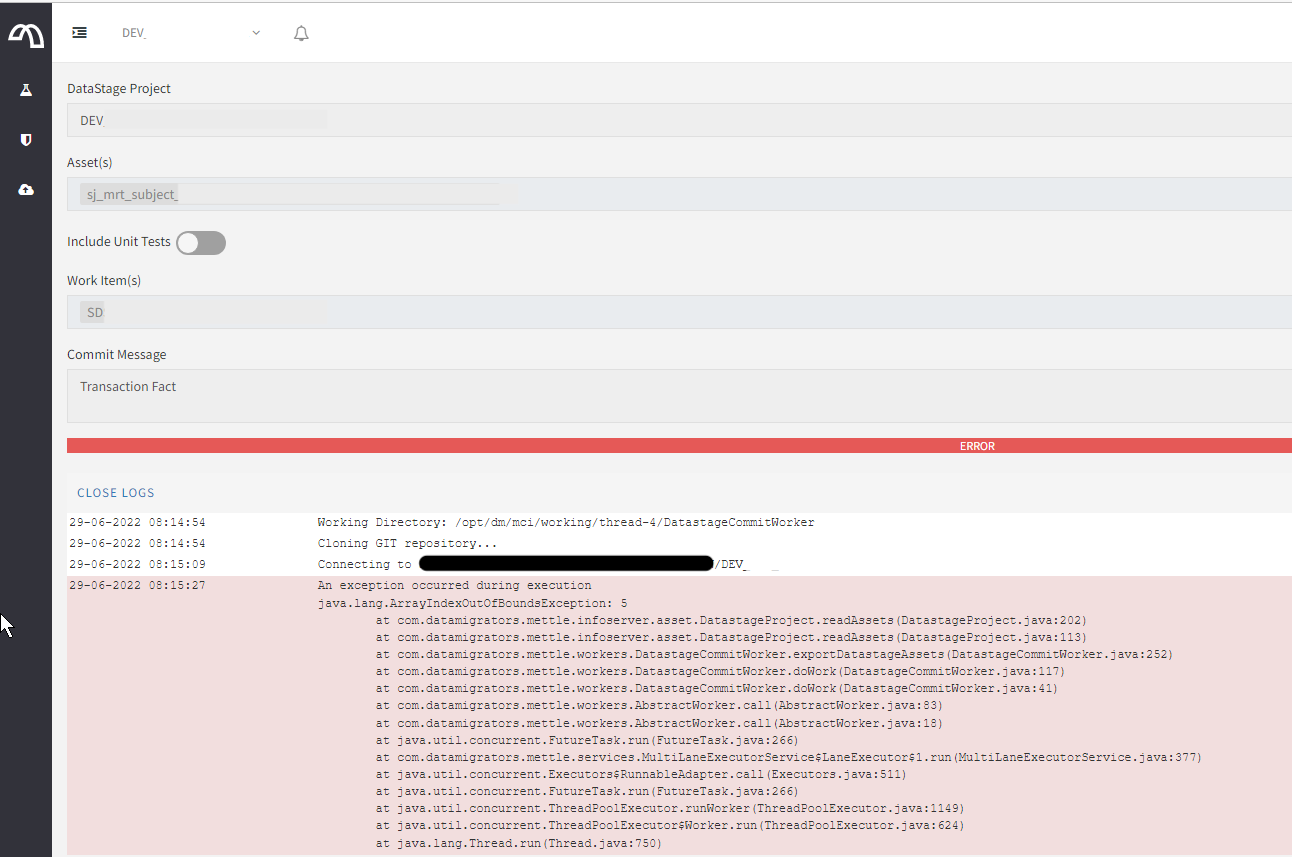 DEV_
DataStage Project
DEV_
Asset(s)
sj_mrt_subject_
Include Unit Tests
Work Item(s)
SD
Commit Message
Transaction Fact
ERROR
CLOSE LOGS
29-06-2022 08:14:54 Working Directory: /opt/dm/mci/working/thread-4/DatastageCommitWorker
29-06-2022 08:14:54 Cloning GIT repository...
29-06-2022 08:15:09 Connecting to /DEV_ _
29-06-2022 08:15:27 An exception occurred during execution
java.lang.ArrayIndexOutOfBoundsException: 5
at com.datamigrators.mettle.infoserver.asset.DatastageProject.readAssets(DatastageProject.java:202)
at com.datamigrators.mettle.infoserver.asset.DatastageProject.readAssets(DatastageProject.java:113)
at com.datamigrators.mettle.workers.DatastageCommitWorker.exportDatastageAssets(DatastageCommitWorker.java:252)
at com.datamigrators.mettle.workers.DatastageCommitWorker.doWork(DatastageCommitWorker.java:117)
at com.datamigrators.mettle.workers.DatastageCommitWorker.doWork(DatastageCommitWorker.java:41)
at com.datamigrators.mettle.workers.AbstractWorker.call(AbstractWorker.java:83)
at com.datamigrators.mettle.workers.AbstractWorker.call(AbstractWorker.java:18)
at java.util.concurrent.FutureTask.run(FutureTask.java:266)
at com.datamigrators.mettle.services.MultiLaneExecutorService$LaneExecutor$1.run(MultiLaneExecutorService.java:377)
at java.util.concurrent.Executors$RunnableAdapter.call(Executors.java:511)
at java.util.concurrent.FutureTask.run(FutureTask.java:266)
at java.util.concurrent.ThreadPoolExecutor.runWorker(ThreadPoolExecutor.java:1149)
at java.util.concurrent.ThreadPoolExecutor$Worker.run(ThreadPoolExecutor.java:624)
at java.lang.Thread.run(Thread.java:750)